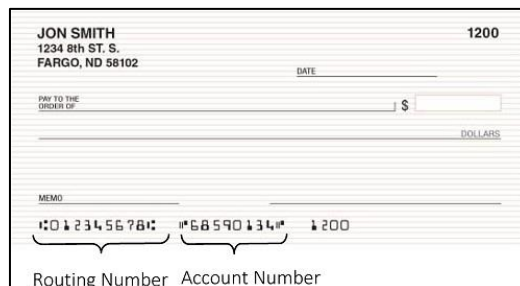 JON SMITH 1200
1234 8th ST. S.
FARGO, ND 58102
DATE
PAY TO THE
ORDER OF $
DOLLARS
MEMO
⑆012345678⑆ ⑈68590134⑈ 1200
Routing Number Account Number